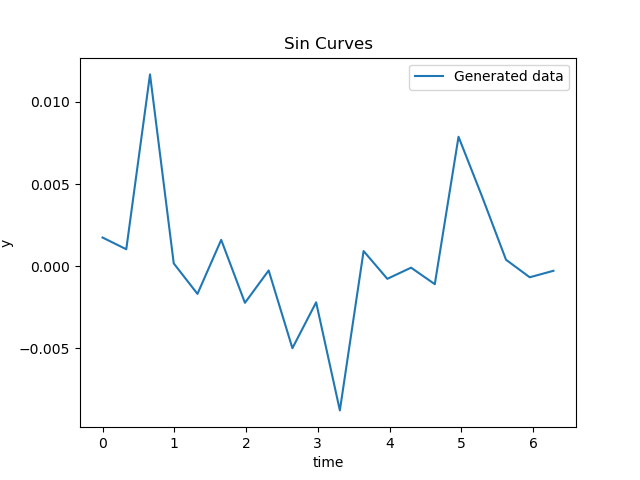 Sin Curves
Generated data
y
0.010
0.005
0.000
−0.005
0 1 2 3 4 5 6
time